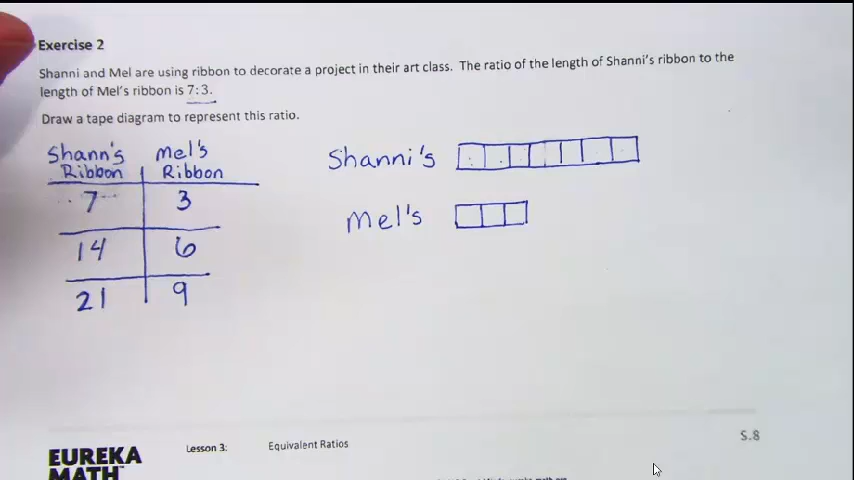 Exercise 2
Shanni and Mel are using ribbon to decorate a project in their art class. The ratio of the length of Shanni's ribbon to the
length of Mel's ribbon is 7:3.
Draw a tape diagram to represent this ratio.
Shann's Mel's
Ribbon Ribbon
7 3
14 6
21 9
Shanni's
Mel's
S.8
Lesson 3: Equivalent Ratios
EUREKA
MATH™